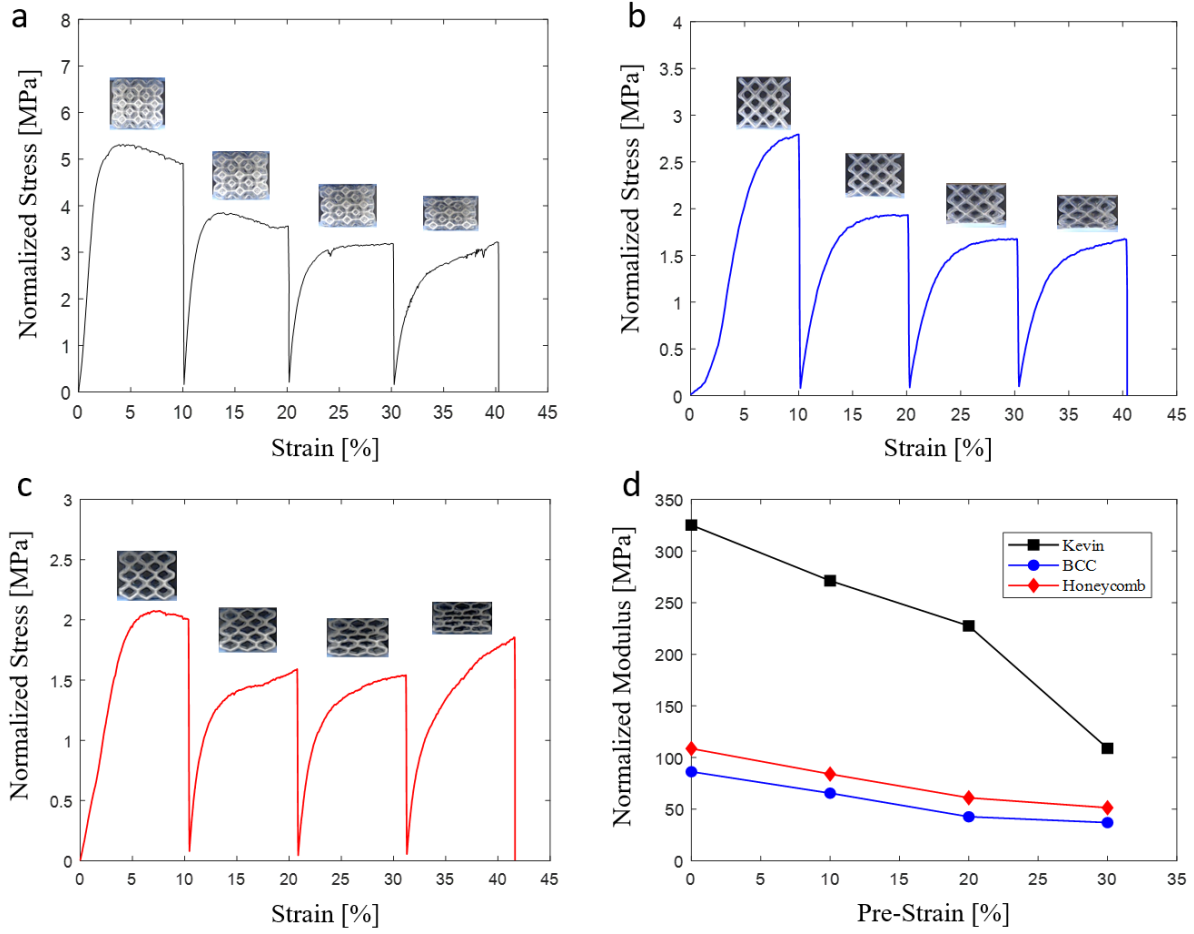 a
8
7
6
5
4
3
2
1
0
0 5 10 15 20 25 30 35 40 45
Normalized Stress [MPa]
Strain [%]
b
4
3.5
3
2.5
2
1.5
1
0.5
0
0 5 10 15 20 25 30 35 40 45
Normalized Stress [MPa]
Strain [%]
c
3
2.5
2
1.5
1
0.5
0
0 5 10 15 20 25 30 35 40 45
Normalized Stress [MPa]
Strain [%]
d
350
300
250
200
150
100
50
0
0 5 10 15 20 25 30 35
Normalized Modulus [MPa]
Pre-Strain [%]
Kevin
BCC
Honeycomb